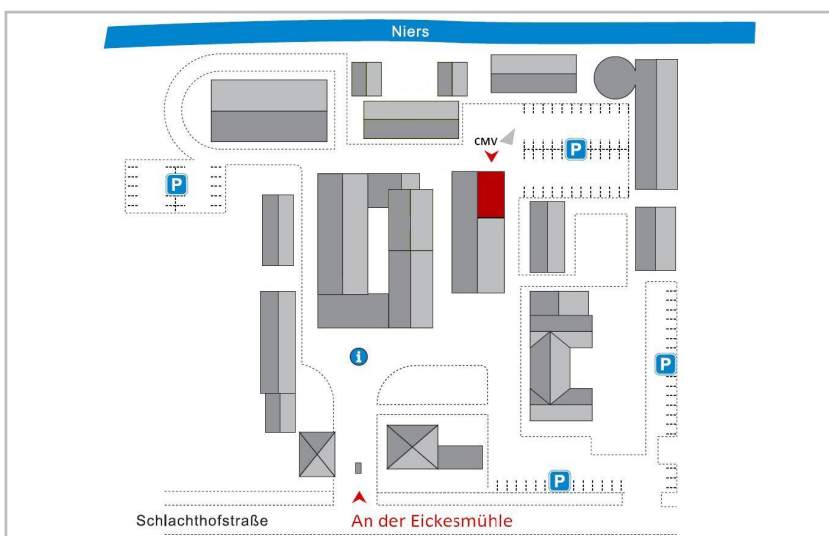 Niers
CMV
P
P
i
P
P
Schlachthofstraße
An der Eickesmühle